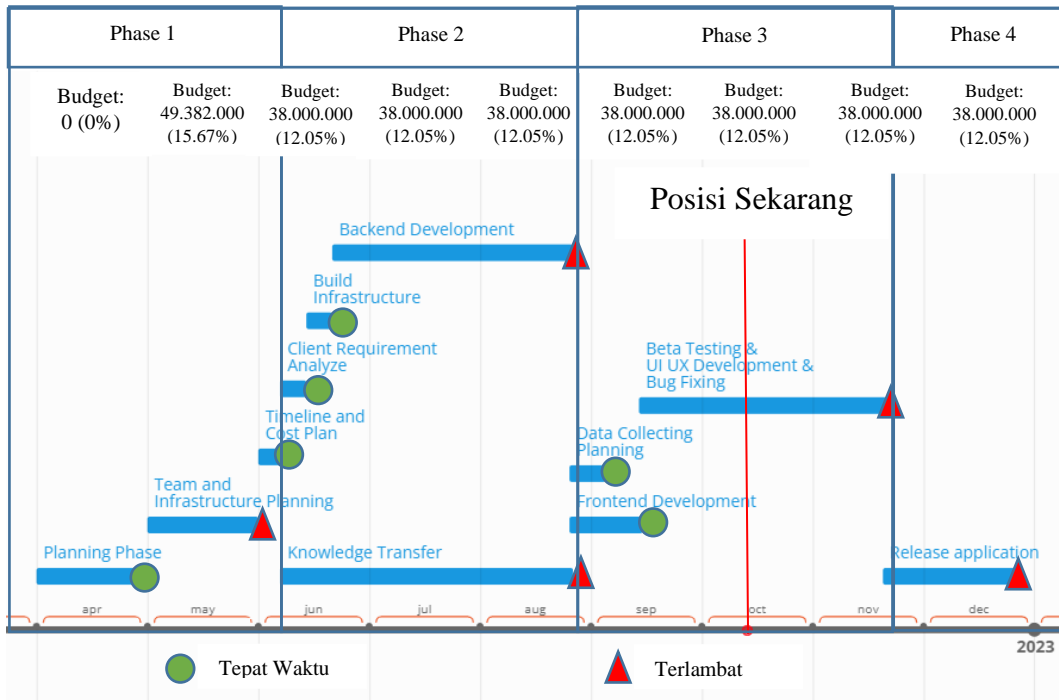 Phase 1
Phase 2
Phase 3
Phase 4
Budget:
0 (0%)
Budget:
49.382.000
(15.67%)
Budget:
38.000.000
(12.05%)
Budget:
38.000.000
(12.05%)
Budget:
38.000.000
(12.05%)
Budget:
38.000.000
(12.05%)
Budget:
38.000.000
(12.05%)
Budget:
38.000.000
(12.05%)
Budget:
38.000.000
(12.05%)
Posisi Sekarang
Backend Development
Build
Infrastructure
Client Requirement
Analyze
Beta Testing &
UI UX Development &
Bug Fixing
Timeline and
Cost Plan
Data Collecting
Planning
Team and
Infrastructure Planning
Frontend Development
Planning Phase
Knowledge Transfer
Release application
apr
may
jun
jul
aug
sep
oct
nov
dec
2023
Tepat Waktu
Terlambat